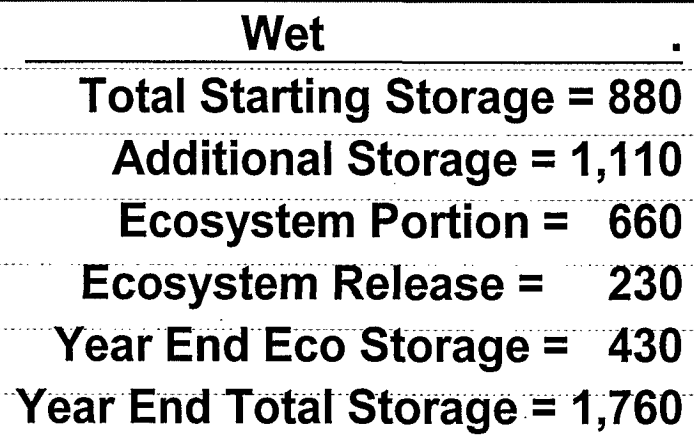 Wet .
Total Starting Storage = 880
Additional Storage = 1,110
Ecosystem Portion = 660
Ecosystem Release = 230
Year End Eco Storage = 430
Year End Total Storage = 1,760